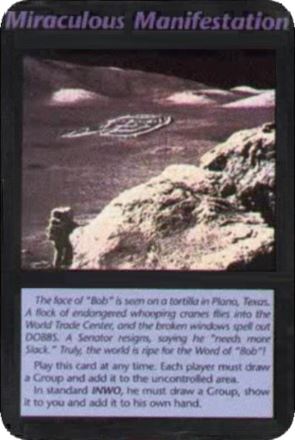 Miraculous Manifestation
The face of "Bob" is seen on a tortilla in Plano, Texas.
A flock of endangered whooping cranes flies into the
World Trade Center, and the broken windows spell out
DOBBS. A Senator resigns, saying he "needs more
Slack." Truly, the world is ripe for the Word of "Bob"!
Play this card at any time. Each player must draw
a Group and add it to the uncontrolled area.
In standard INWO, he must draw a Group, show
it to you and add it to his own hand.